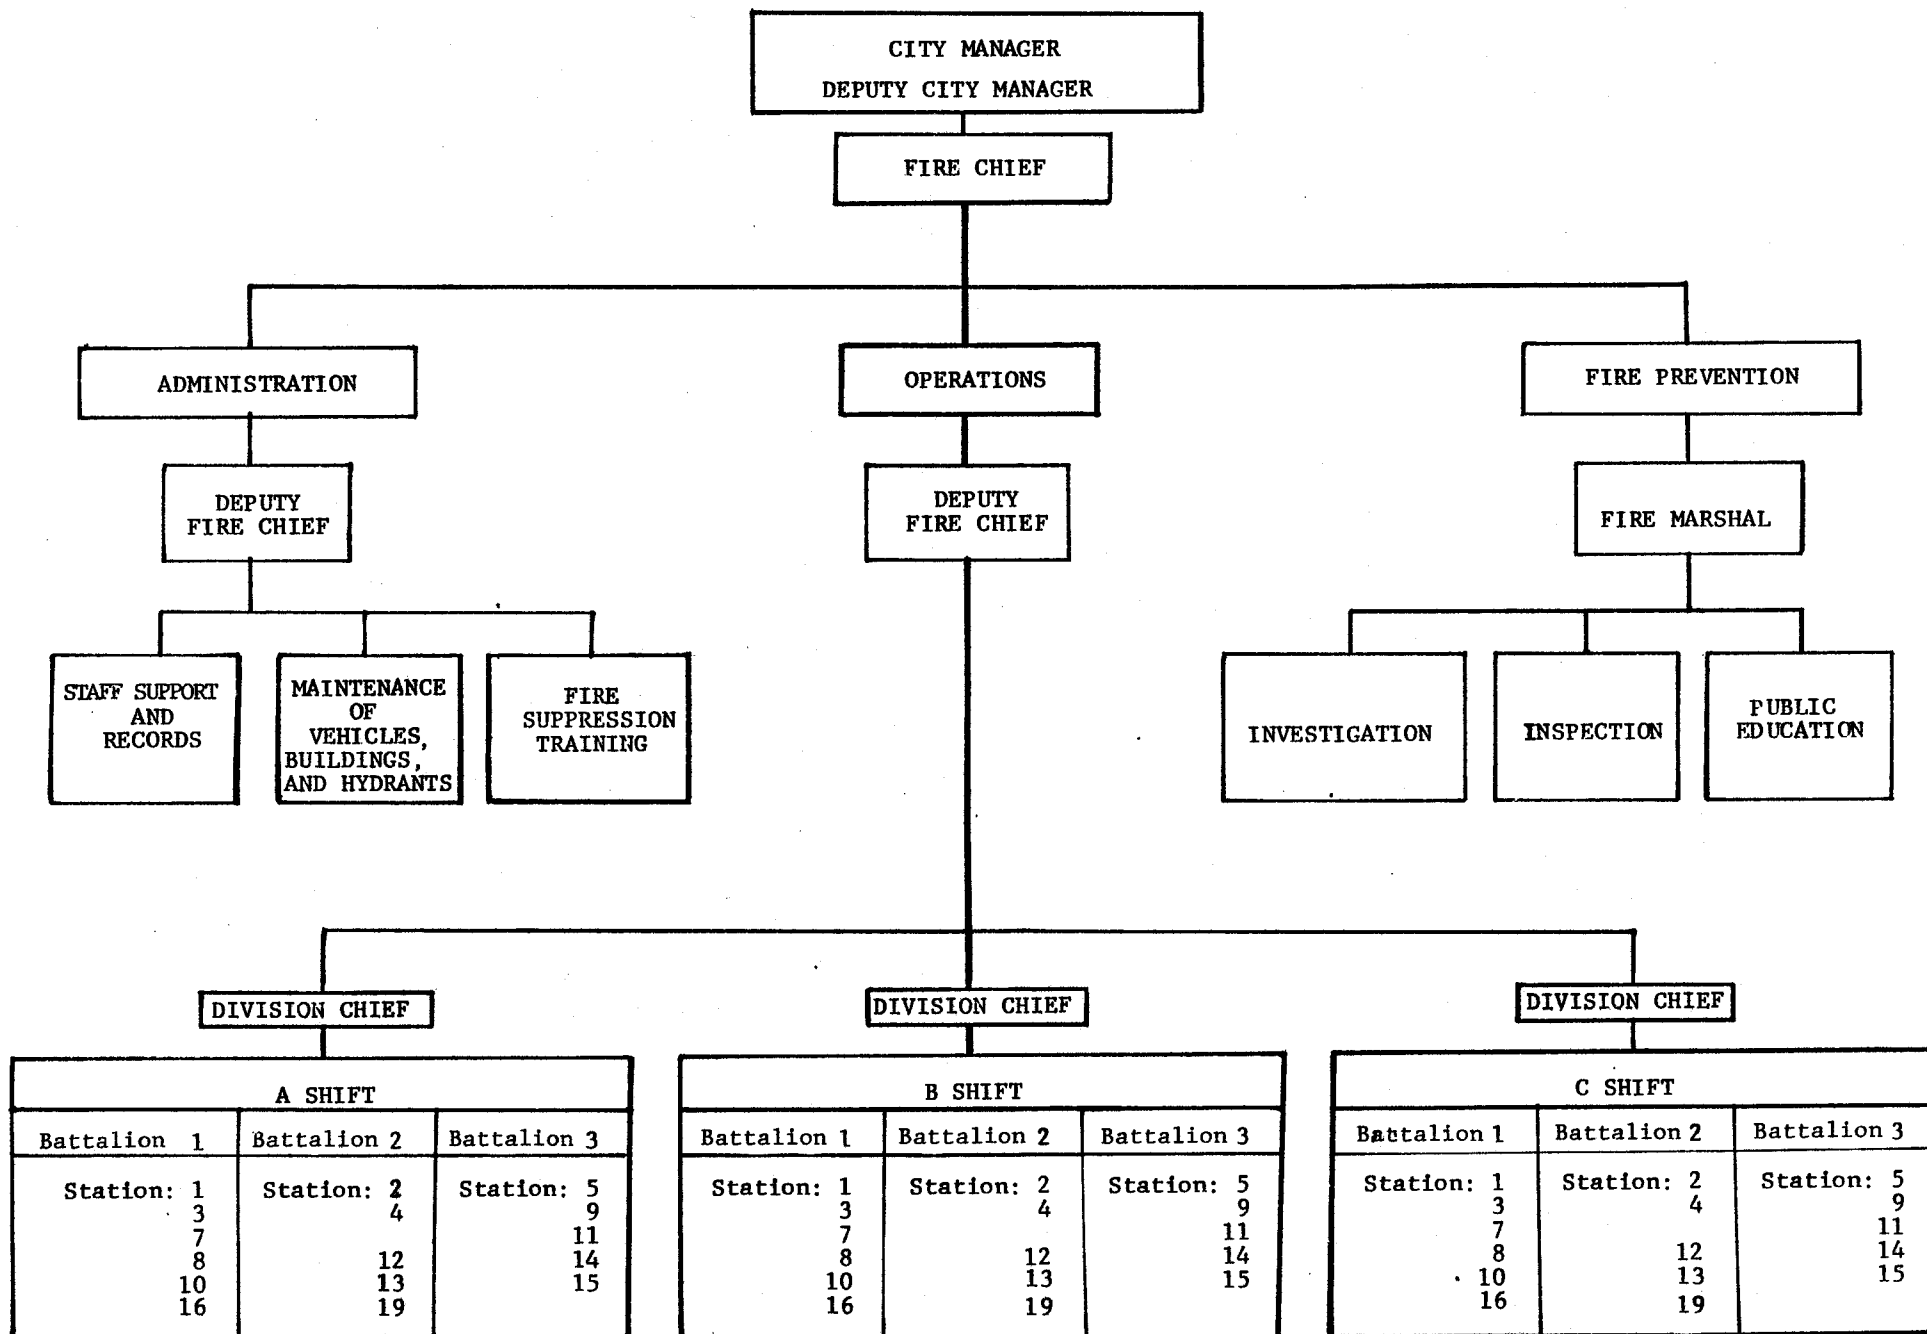 CITY MANAGER
DEPUTY CITY MANAGER
FIRE CHIEF
ADMINISTRATION
OPERATIONS
FIRE PREVENTION
DEPUTY
FIRE CHIEF
DEPUTY
FIRE CHIEF
FIRE MARSHAL
STAFF SUPPORT
AND
RECORDS
MAINTENANCE
OF
VEHICLES,
BUILDINGS,
AND HYDRANTS
FIRE
SUPPRESSION
TRAINING
INVESTIGATION
INSPECTION
PUBLIC
EDUCATION
DIVISION CHIEF
DIVISION CHIEF
DIVISION CHIEF
A SHIFT
Battalion 1
Station: 1
3
7
8
10
16
Battalion 2
Station: 2
4
12
13
19
Battalion 3
Station: 5
9
11
14
15
B SHIFT
Battalion 1
Station: 1
3
7
8
10
16
Battalion 2
Station: 2
4
12
13
19
Battalion 3
Station: 5
9
11
14
15
C SHIFT
Battalion 1
Station: 1
3
7
8
10
16
Battalion 2
Station: 2
4
12
13
19
Battalion 3
Station: 5
9
11
14
15